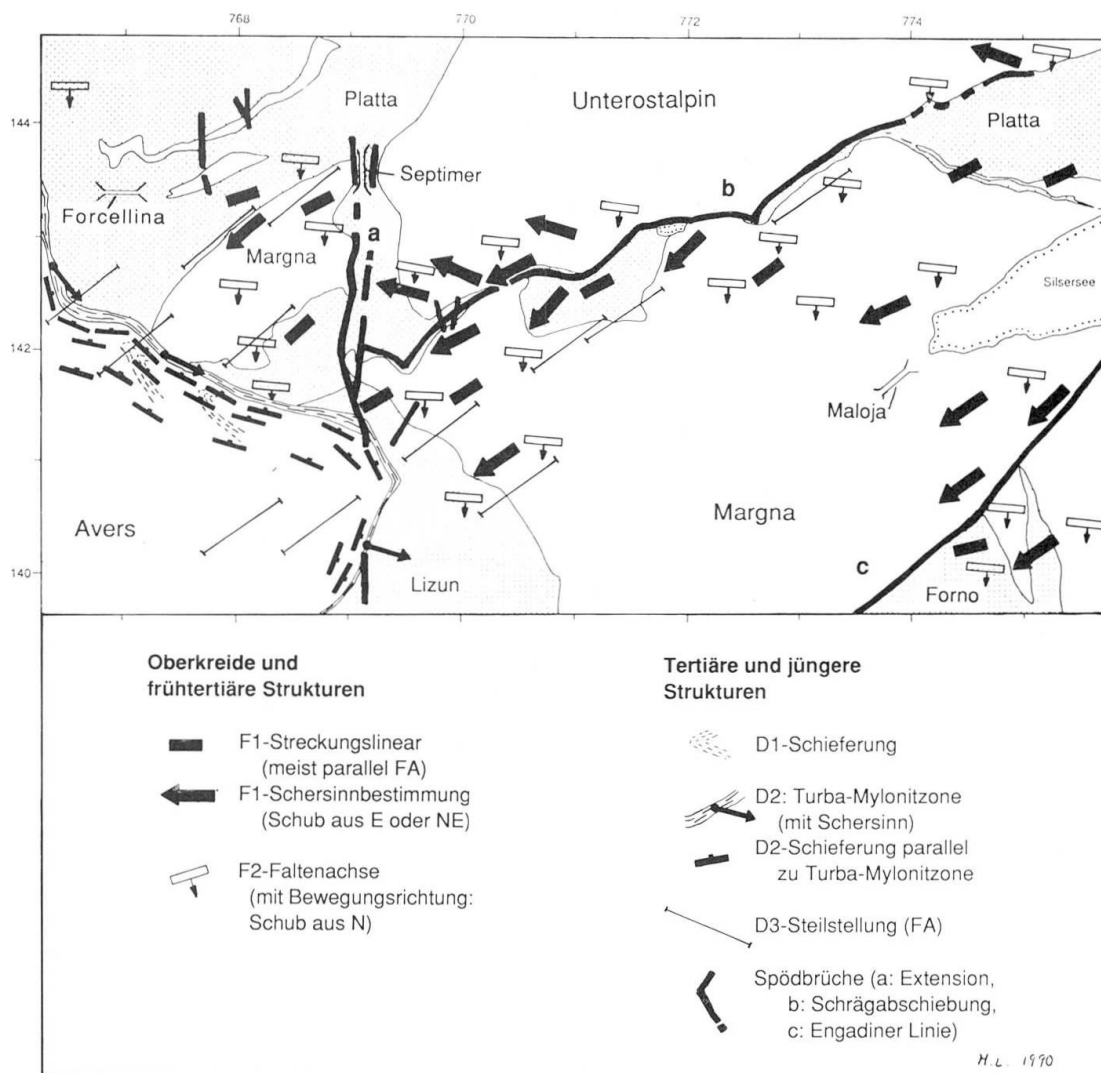 768
770
772
774
144
142
140
Unterostalpin
Platta
Platta
Septimer
Forcellina
Margna
a
b
Silsersee
Maloja
Avers
Margna
Lizun
c
Forno
Oberkreide und
frühtertiäre Strukturen
F1-Streckungslinear
(meist parallel FA)
F1-Schersinnbestimmung
(Schub aus E oder NE)
F2-Faltenachse
(mit Bewegungsrichtung:
Schub aus N)
Tertiäre und jüngere
Strukturen
D1-Schieferung
D2: Turba-Mylonitzone
(mit Schersinn)
D2-Schieferung parallel
zu Turba-Mylonitzone
D3-Steilstellung (FA)
Spödbrüche (a: Extension,
b: Schrägabschiebung,
c: Engadiner Linie)
H.L. 1990